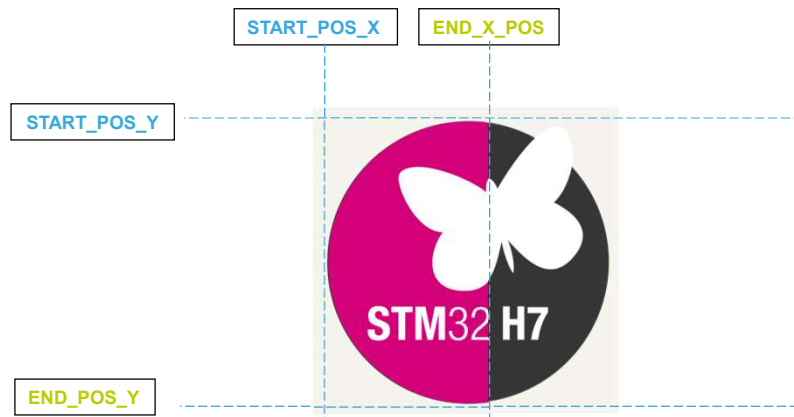 START_POS_X
END_X_POS
START_POS_Y
STM32 H7
END_POS_Y